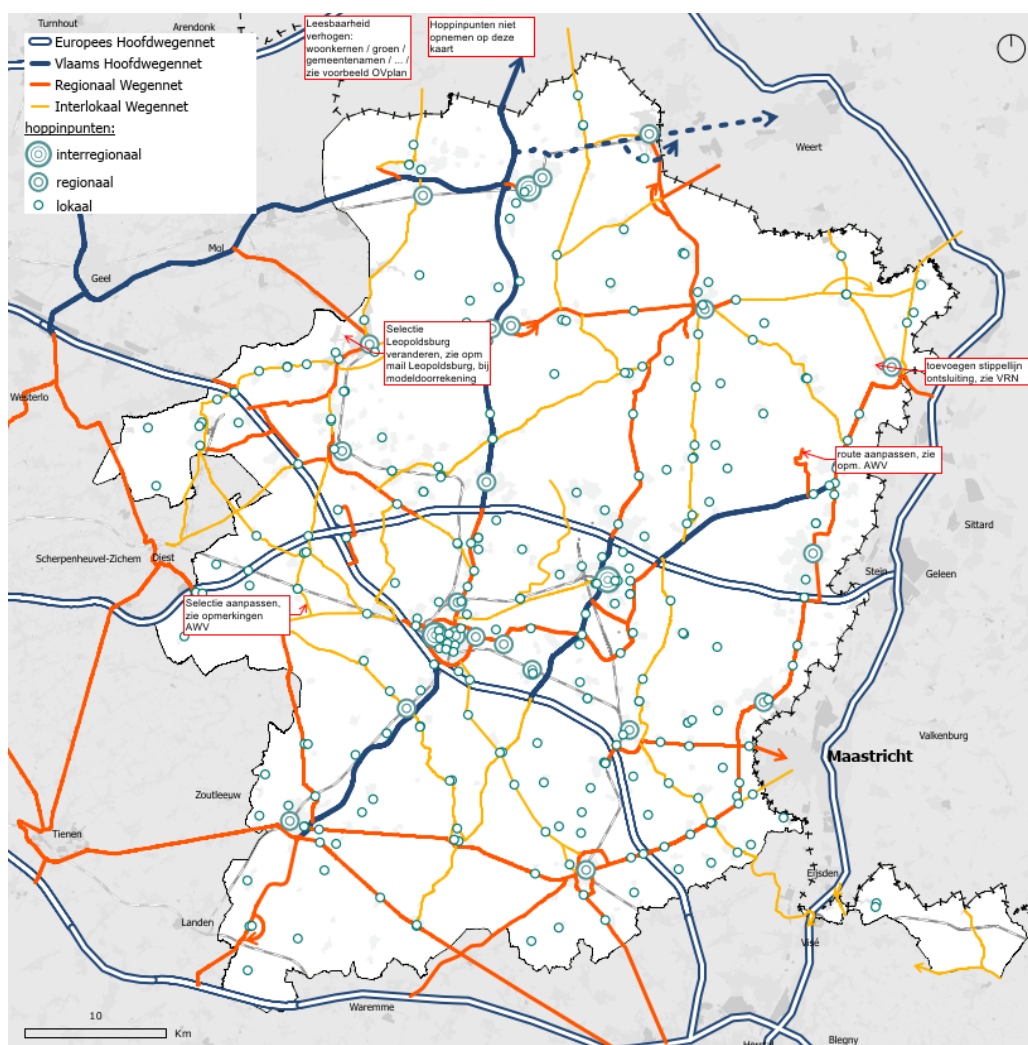 Turnhout
Arendonk
Europees Hoofdwegennet
Vlaams Hoofdwegennet
Regionaal Wegennet
Interlokaal Wegennet
hoppinpunten:
interregionaal
regionaal
lokaal
Leesbaarheid
verhogen:
woonkernen / groen /
gemeentenamen / ... /
zie voorbeeld OVplan
Hoppinpunten niet
opnemen op deze
kaart
Weert
Mol
Geel
Selectie
Leopoldsburg
veranderen, zie opm
mail Leopoldsburg, bij
modeldoorrekening
toevoegen stippellijn
ontsluiting, zie VRN
Westerlo
route aanpassen, zie
opm. AWV
Sittard
Scherpenheuvel-Zichem
Diest
Stein
Geleen
Selectie aanpassen,
zie opmerkingen
AWV
Valkenburg
Maastricht
Zoutleeuw
Tienen
Eijsden
Landen
Visé
Waremme
10
Km
Blegny